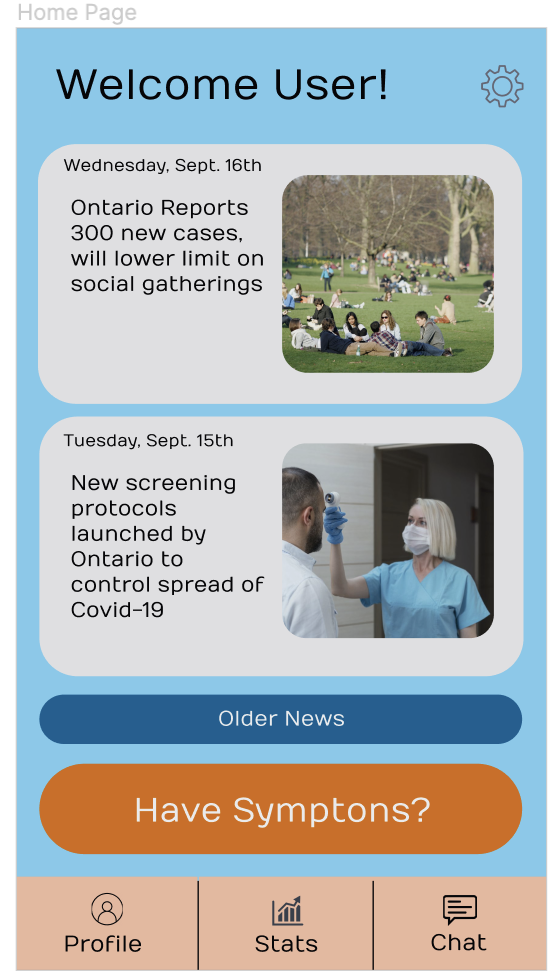 Home Page
Welcome User!
Wednesday, Sept. 16th
Ontario Reports
300 new cases,
will lower limit on
social gatherings
Tuesday, Sept. 15th
New screening
protocols
launched by
Ontario to
control spread of
Covid-19
Older News
Have Symptons?
Profile
Stats
Chat